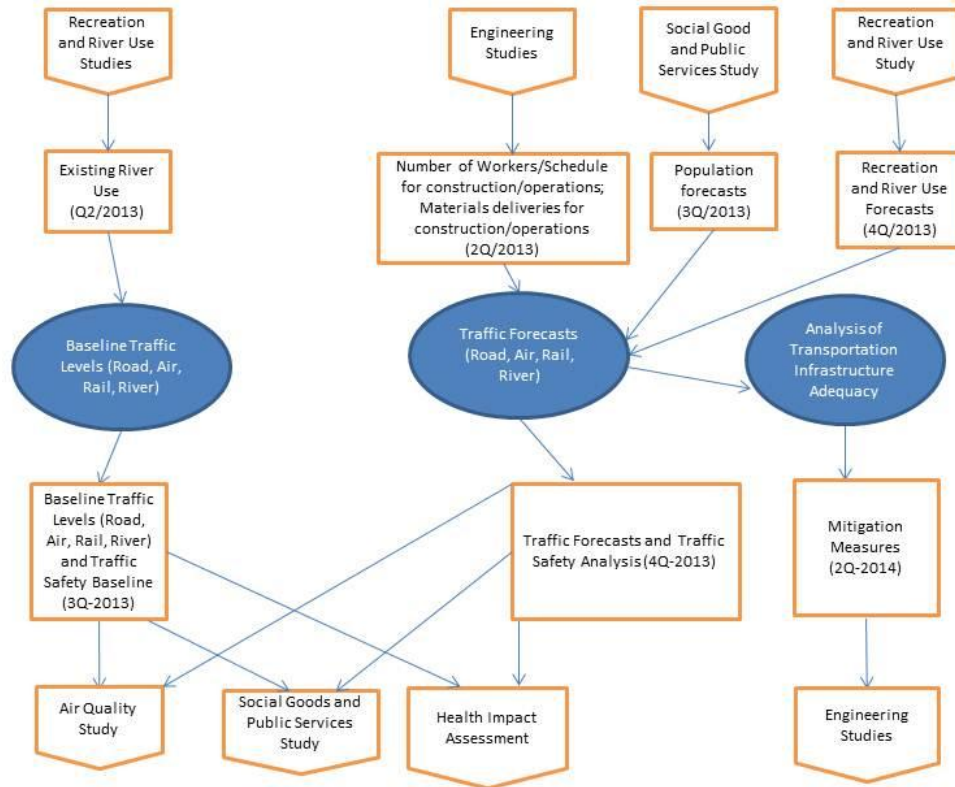 Recreation
and River Use
Studies
Engineering
Studies
Social Good
and Public
Services Study
Recreation
and River Use
Study
Existing River
Use
(Q2/2013)
Number of Workers/Schedule
for construction/operations;
Materials deliveries for
construction/operations
(2Q/2013)
Population
forecasts
(3Q/2013)
Recreation
and River Use
Forecasts
(4Q/2013)
Baseline Traffic
Levels (Road, Air,
Rail, River)
Traffic Forecasts
(Road, Air, Rail,
River)
Analysis of
Transportation
Infrastructure
Adequacy
Baseline Traffic
Levels (Road,
Air, Rail, River)
and Traffic
Safety Baseline
(3Q-2013)
Traffic Forecasts and Traffic
Safety Analysis (4Q-2013)
Mitigation
Measures
(2Q-2014)
Air Quality
Study
Social Goods and
Public Services
Study
Health Impact
Assessment
Engineering
Studies